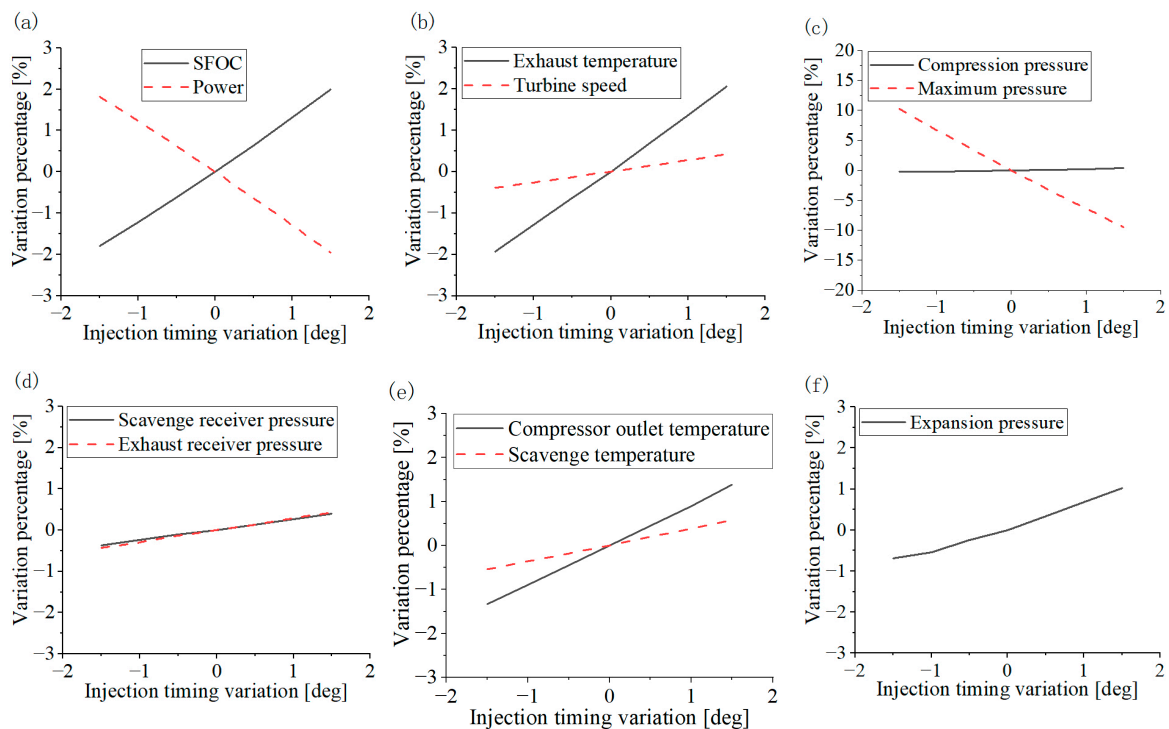 (a)
3
2
1
0
−1
−2
−3
−2
−1
0
1
2
SFOC
Power
Variation percentage [%]
Injection timing variation [deg]
(b)
3
2
1
0
−1
−2
−3
−2
−1
0
1
2
Exhaust temperature
Turbine speed
Variation percentage [%]
Injection timing variation [deg]
(c)
20
15
10
5
0
−5
−10
−15
−20
−2
−1
0
1
2
Compression pressure
Maximum pressure
Variation percentage [%]
Injection timing variation [deg]
(d)
3
2
1
0
−1
−2
−3
−2
−1
0
1
2
Scavenge receiver pressure
Exhaust receiver pressure
Variation percentage [%]
Injection timing variation [deg]
(e)
3
2
1
0
−1
−2
−3
−2
−1
0
1
2
Compressor outlet temperature
Scavenge temperature
Variation percentage [%]
Injection timing variation [deg]
(f)
3
2
1
0
−1
−2
−3
−2
−1
0
1
2
Expansion pressure
Variation percentage [%]
Injection timing variation [deg]